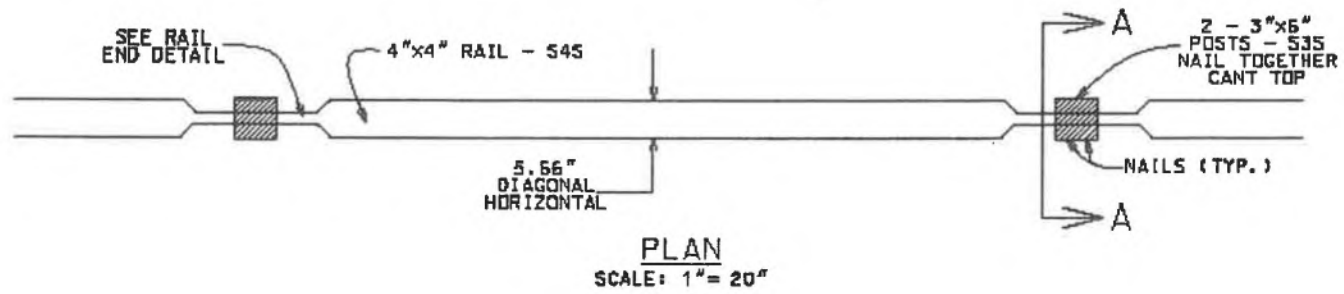 SEE RAIL
END DETAIL
4"x4" RAIL - S4S
A
2 - 3"x6"
POSTS - S3S
NAIL TOGETHER
CANT TOP
5.66"
DIAGONAL
HORIZONTAL
NAILS (TYP.)
A
PLAN
SCALE: 1"= 20"